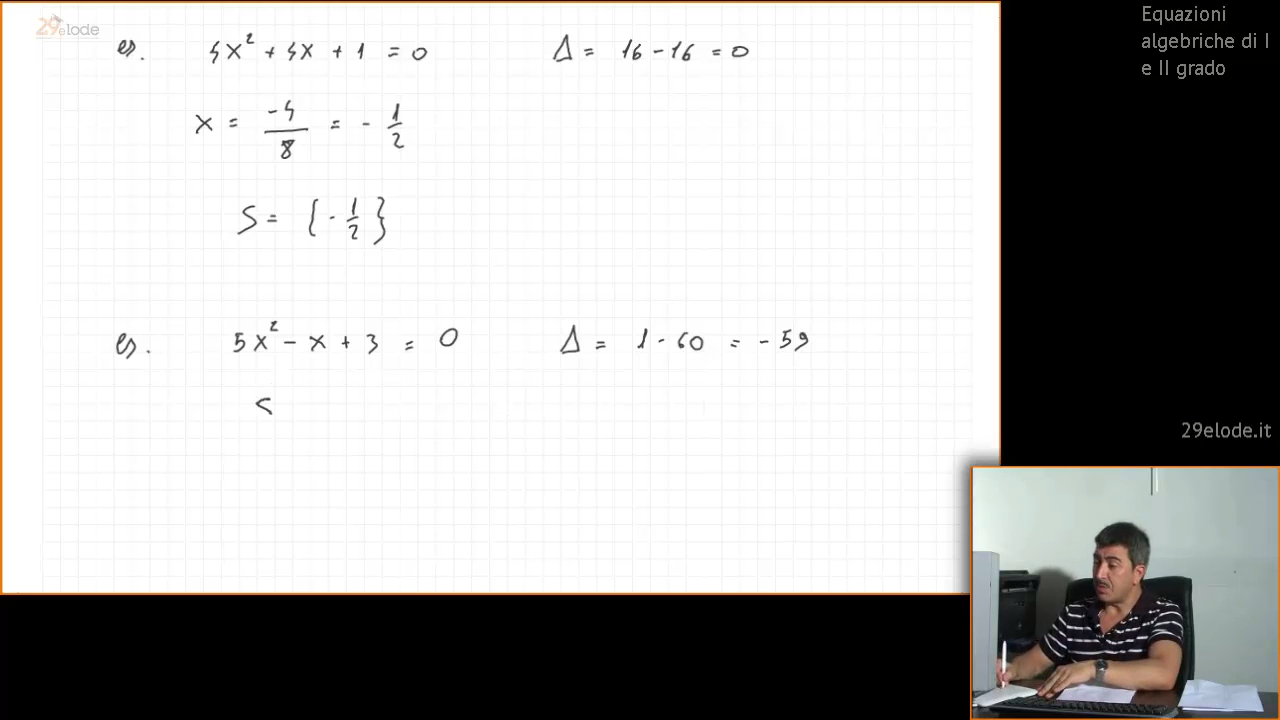 29elode
Equazioni
algebriche di I
e II grado
es. 4x² + 4x + 1 = 0 Δ = 16 - 16 = 0
x = -4/8 = - 1/2
S = { - 1/2 }
es. 5x² - x + 3 = 0 Δ = 1 - 60 = - 59
S
29elode.it